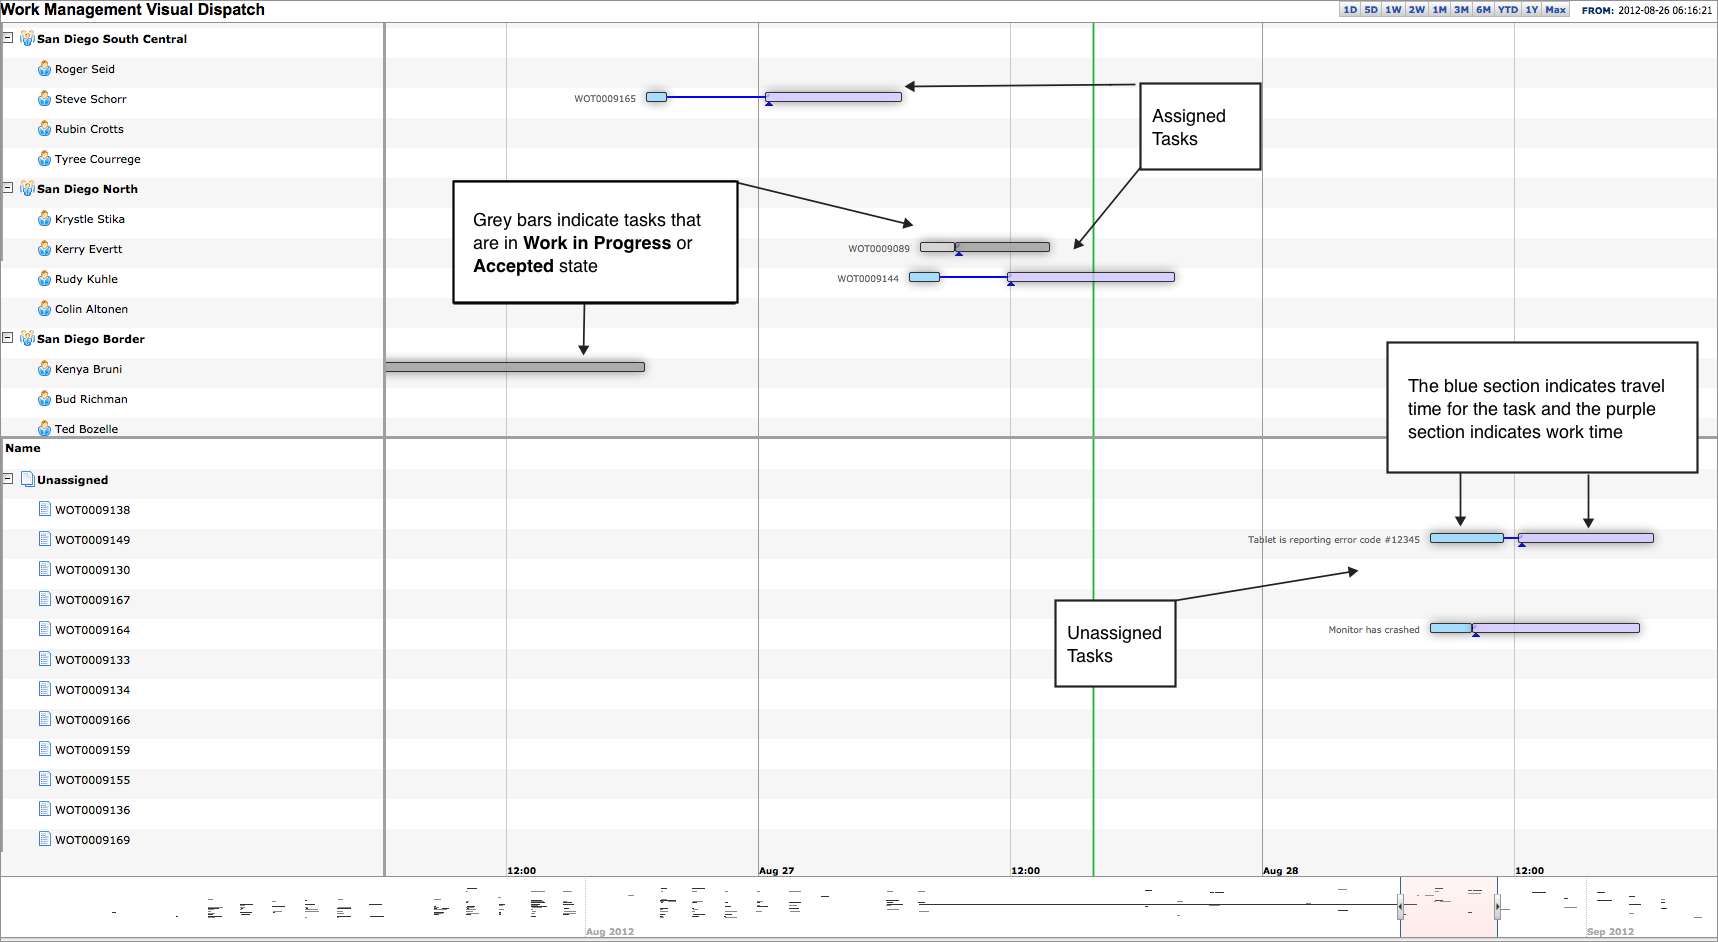 Work Management Visual Dispatch
1D 5D 1W 2W 1M 3M 6M YTD 1Y Max FROM: 2012-08-26 06:16:21
San Diego South Central
Roger Seid
Steve Schorr
WOT0009165
Rubin Crotts
Tyree Courrege
Assigned
Tasks
San Diego North
Krystle Stika
Kerry Evertt
WOT0009089
Rudy Kuhle
WOT0009144
Colin Altonen
Grey bars indicate tasks that
are in Work in Progress or
Accepted state
San Diego Border
Kenya Bruni
Bud Richman
Ted Bozelle
The blue section indicates travel
time for the task and the purple
section indicates work time
Name
Unassigned
WOT0009138
WOT0009149
Tablet is reporting error code #12345
WOT0009130
WOT0009167
WOT0009164
Monitor has crashed
Unassigned
Tasks
WOT0009133
WOT0009134
WOT0009166
WOT0009159
WOT0009155
WOT0009136
WOT0009169
12:00 Aug 27 12:00 Aug 28 12:00
Aug 2012 Sep 2012